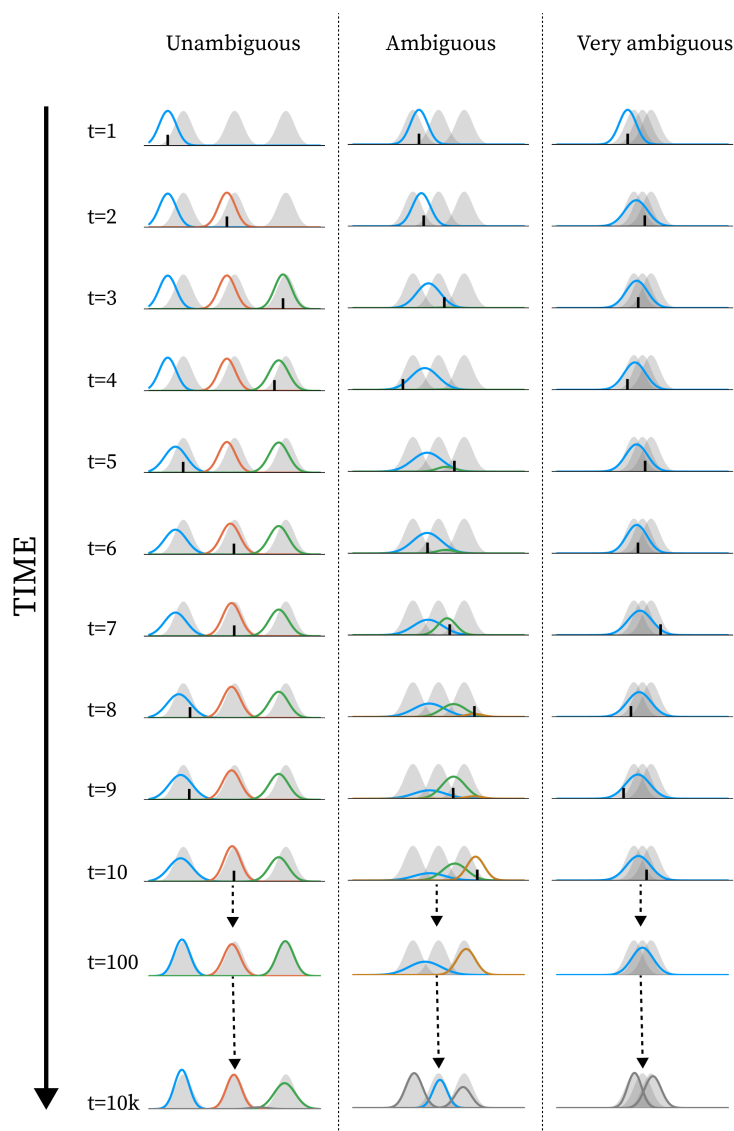 Unambiguous Ambiguous Very ambiguous
t=1
t=2
t=3
t=4
t=5
TIME
t=6
t=7
t=8
t=9
t=10
t=100
t=10k